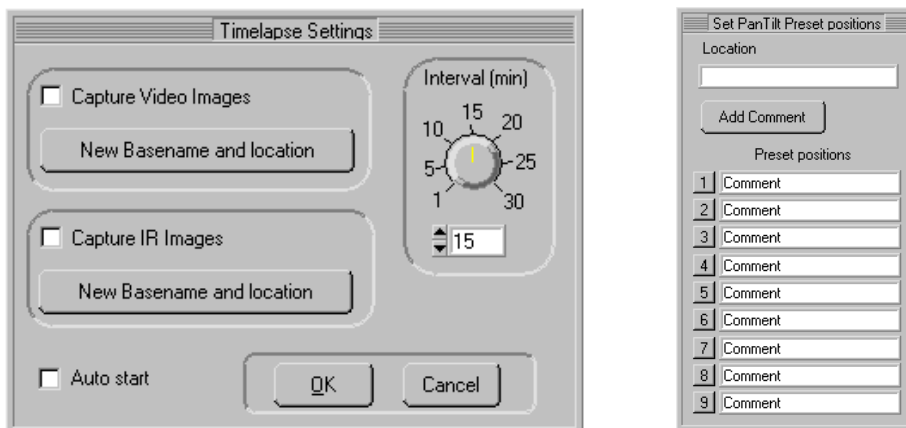 Timelapse Settings
Capture Video Images
New Basename and location
Capture IR Images
New Basename and location
Auto start
OK
Cancel
Interval (min)
15
10 20
5 25
1 30
15
Set PanTilt Preset positions
Location
Add Comment
Preset positions
1 Comment
2 Comment
3 Comment
4 Comment
5 Comment
6 Comment
7 Comment
8 Comment
9 Comment